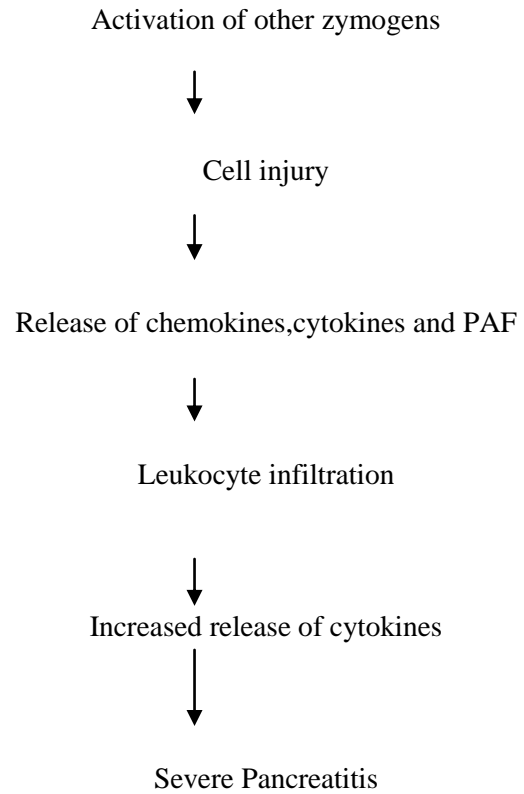 Activation of other zymogens
Cell injury
Release of chemokines,cytokines and PAF
Leukocyte infiltration
Increased release of cytokines
Severe Pancreatitis